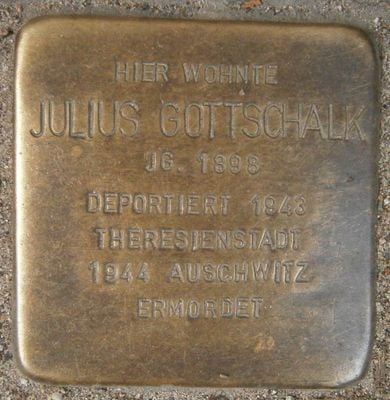 HIER WOHNTE
JULIUS GOTTSCHALK
JG. 1898
DEPORTIERT 1943
THERESIENSTADT
1944 AUSCHWITZ
ERMORDET